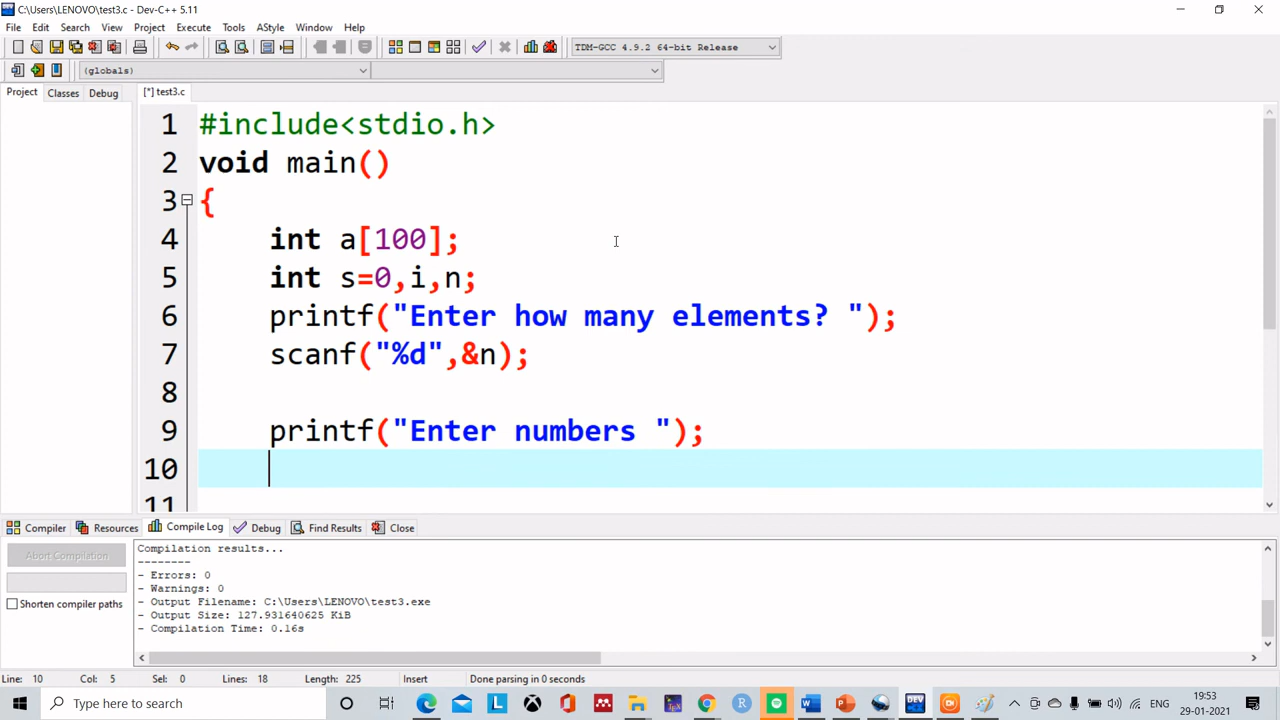 C:\Users\LENOVO\test3.c - Dev-C++ 5.11
File Edit Search View Project Execute Tools AStyle Window Help
TDM-GCC 4.9.2 64-bit Release
(globals)
Project Classes Debug [*] test3.c
1 #include<stdio.h>
2 void main()
3 {
4 int a[100];
5 int s=0,i,n;
6 printf("Enter how many elements? ");
7 scanf("%d",&n);
8
9 printf("Enter numbers ");
10
11
Compiler Resources Compile Log Debug Find Results Close
Abort Compilation
Shorten compiler paths
Compilation results...
--------
- Errors: 0
- Warnings: 0
- Output Filename: C:\Users\LENOVO\test3.exe
- Output Size: 127.931640625 KiB
- Compilation Time: 0.16s
Line: 10 Col: 5 Sel: 0 Lines: 18 Length: 225 Insert Done parsing in 0 seconds
Type here to search
DEV
ENG
19:53
29-01-2021